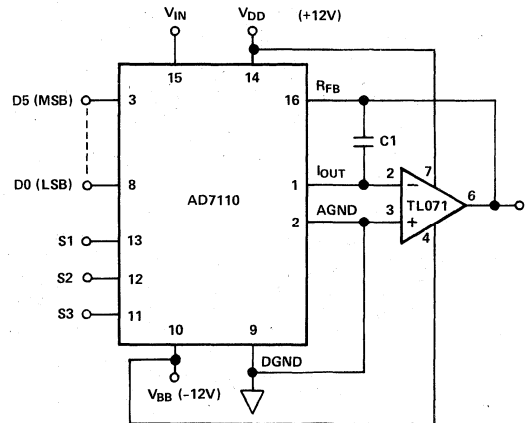 VIN VDD (+12V)
15 14
D5 (MSB) 3 16 RFB
C1
D0 (LSB) 8 1 IOUT 2 − 7
AD7110 TL071 6
2 AGND 3 + 4
S1 13
S2 12
S3 11
10 9
DGND
VBB (-12V)